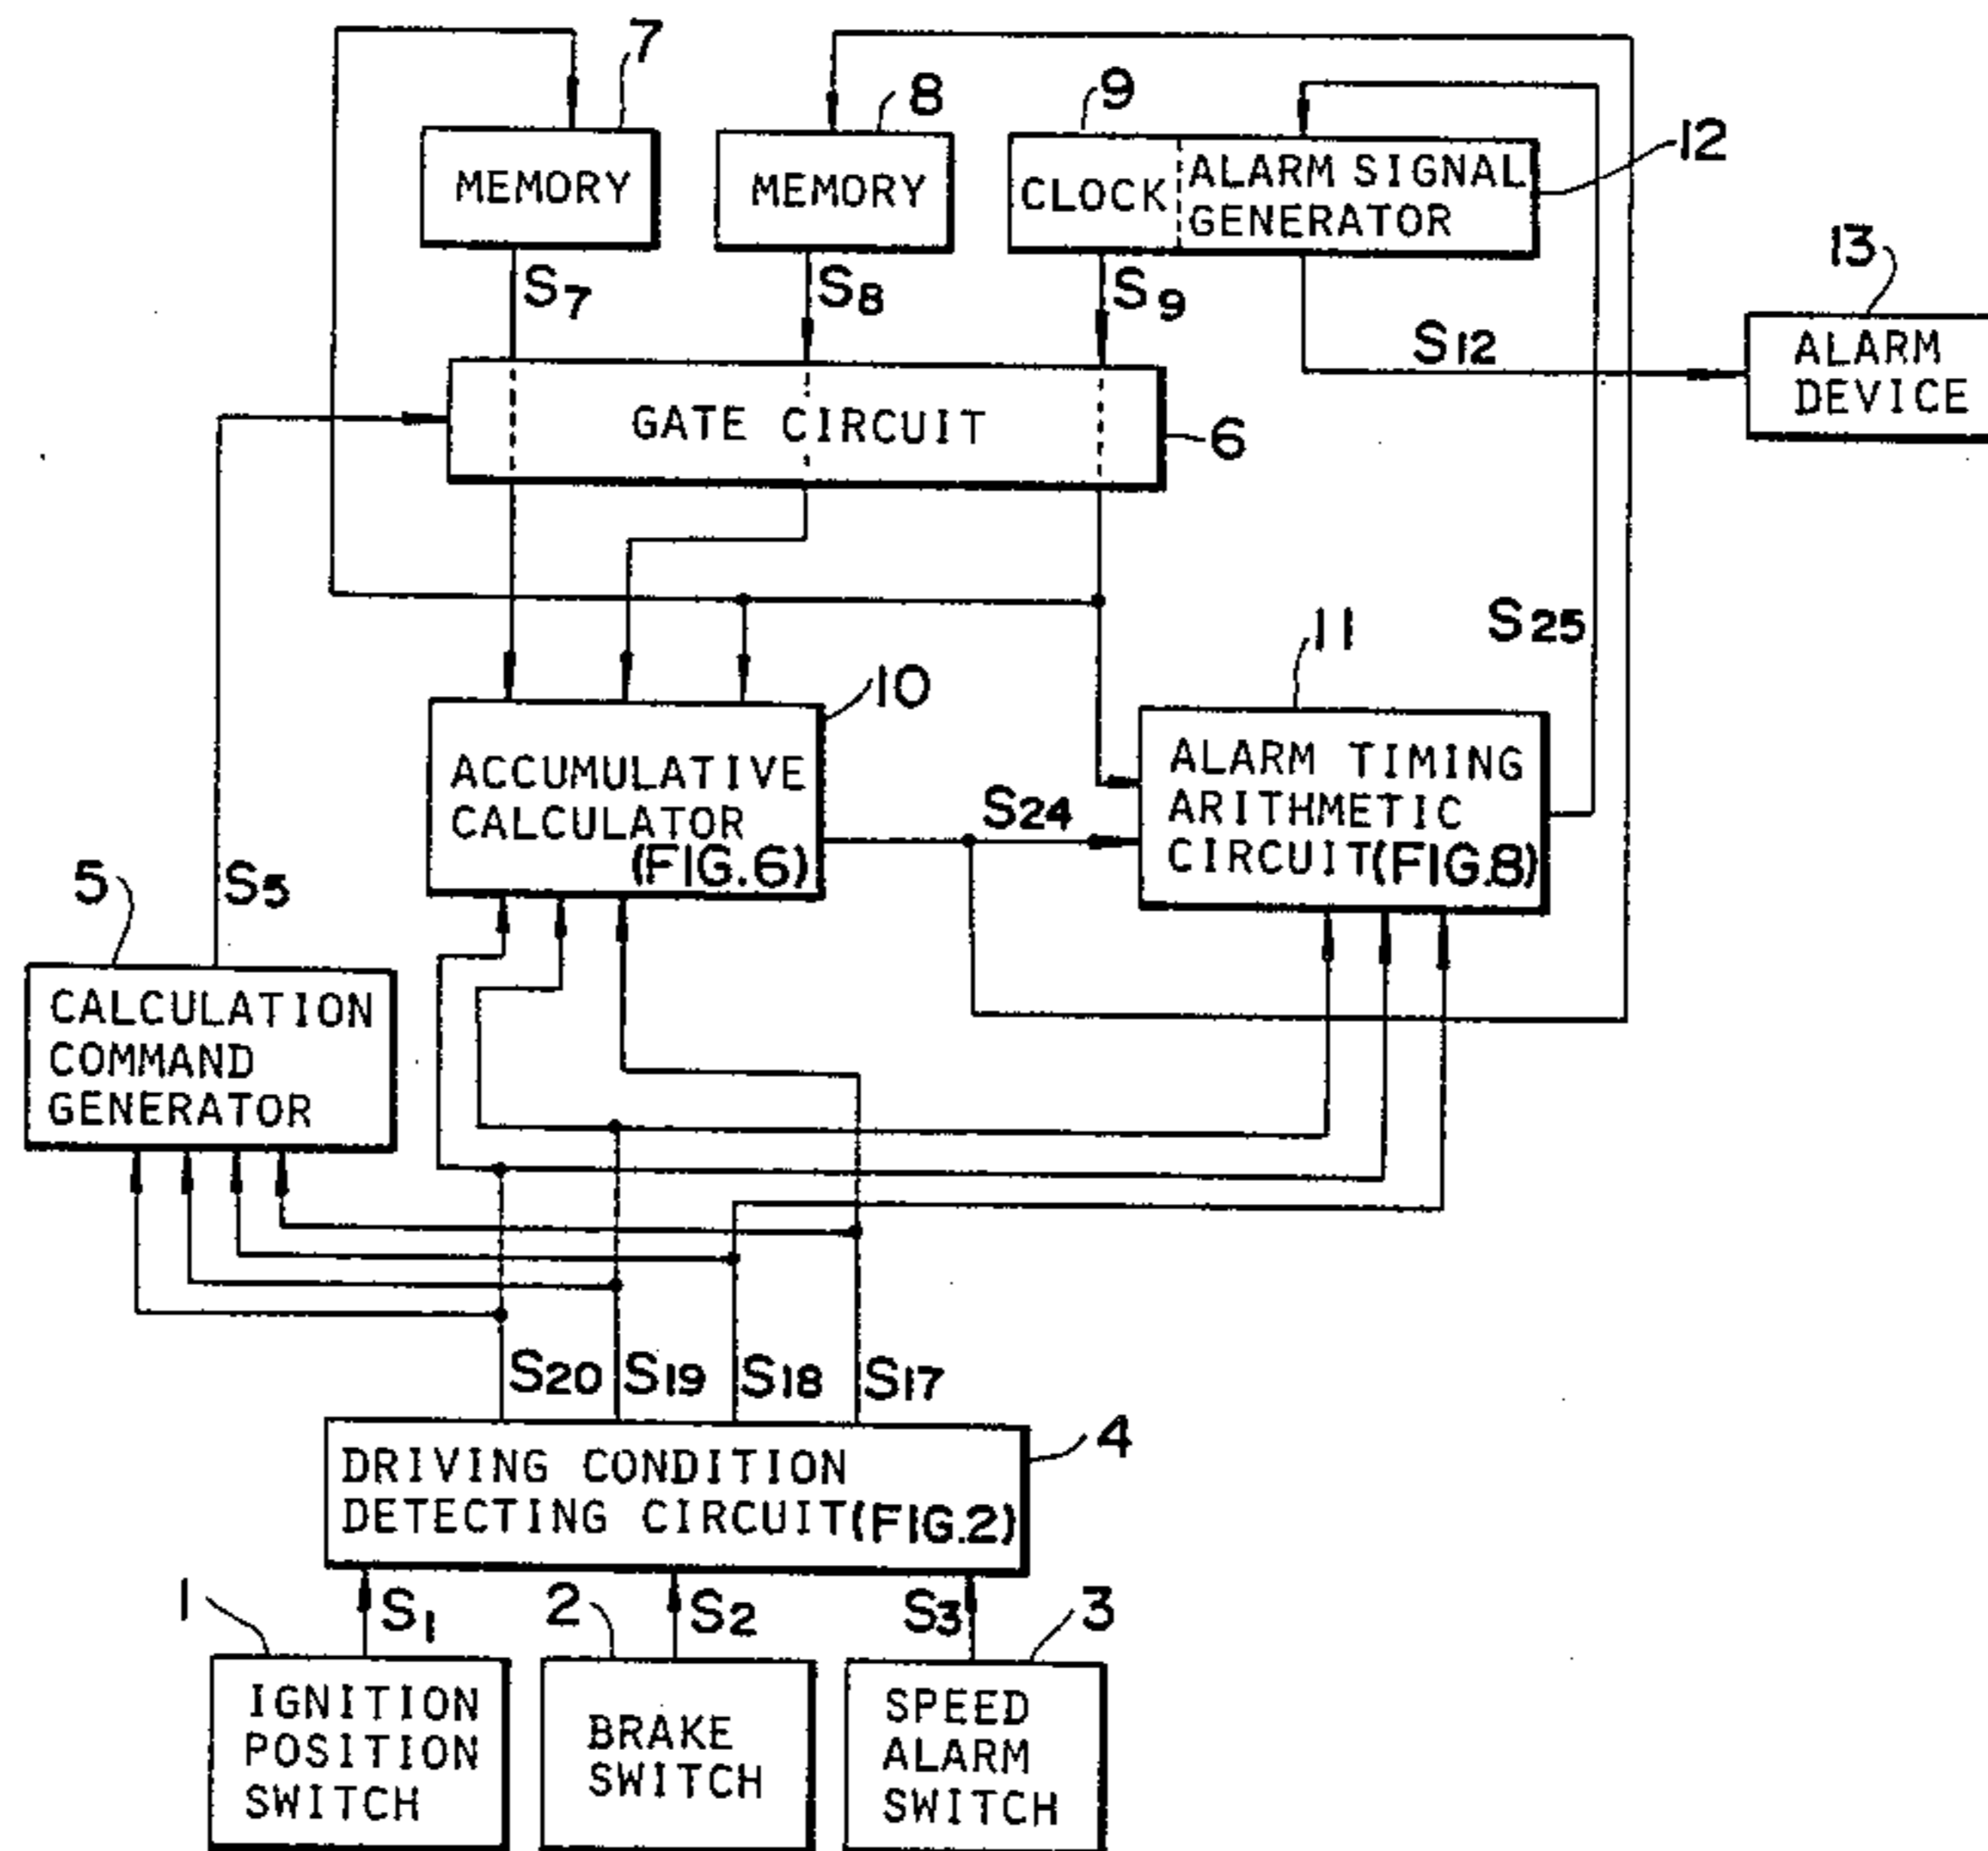 7
8
9
12
MEMORY
MEMORY
CLOCK
ALARM SIGNAL
GENERATOR
13
S7
S8
S9
S12
ALARM
DEVICE
GATE CIRCUIT
6
S25
11
10
ACCUMULATIVE
CALCULATOR
(FIG.6)
S24
ALARM TIMING
ARITHMETIC
CIRCUIT(FIG.8)
5
S5
CALCULATION
COMMAND
GENERATOR
S20
S19
S18
S17
4
DRIVING CONDITION
DETECTING CIRCUIT(FIG.2)
1
S1
2
S2
S3
3
IGNITION
POSITION
SWITCH
BRAKE
SWITCH
SPEED
ALARM
SWITCH